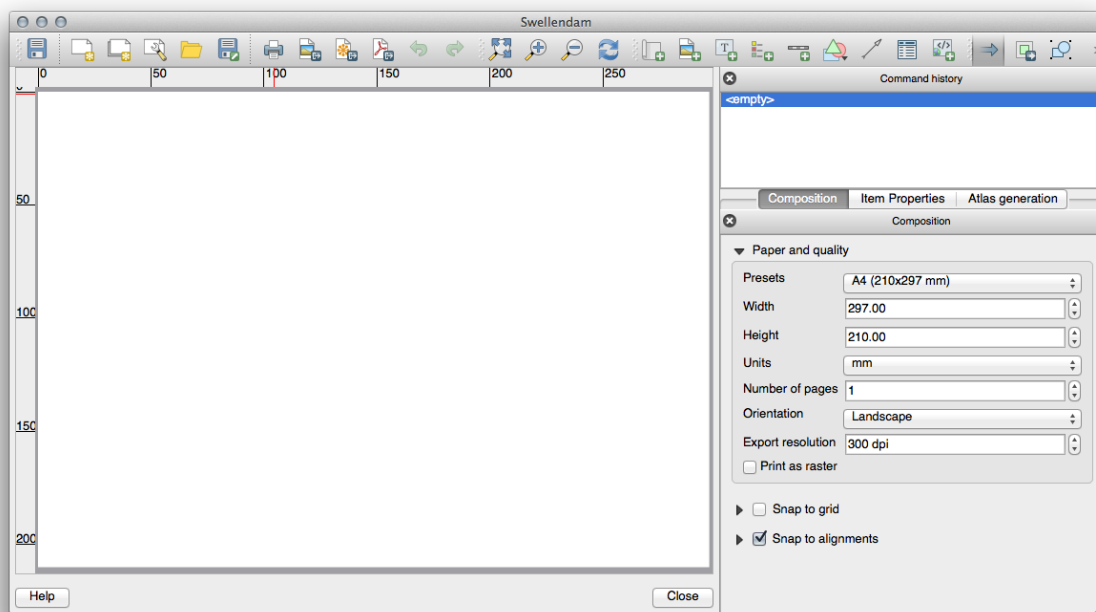 Swellendam
0 50 100 150 200 250
Command history
<empty>
50
100
150
200
Composition Item Properties Atlas generation
Composition
Paper and quality
Presets A4 (210x297 mm)
Width 297.00
Height 210.00
Units mm
Number of pages 1
Orientation Landscape
Export resolution 300 dpi
Print as raster
Snap to grid
Snap to alignments
Help Close